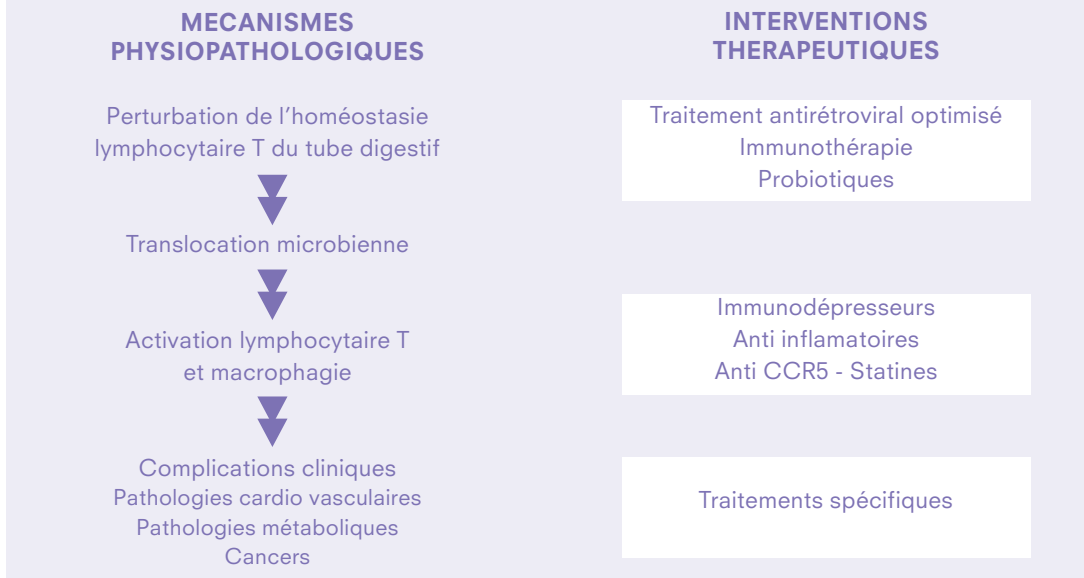 MECANISMES
PHYSIOPATHOLOGIQUES
Perturbation de l’homéostasie
lymphocytaire T du tube digestif
Translocation microbienne
Activation lymphocytaire T
et macrophagie
Complications cliniques
Pathologies cardio vasculaires
Pathologies métaboliques
Cancers
INTERVENTIONS
THERAPEUTIQUES
Traitement antirétroviral optimisé
Immunothérapie
Probiotiques
Immunodépresseurs
Anti inflamatoires
Anti CCR5 - Statines
Traitements spécifiques